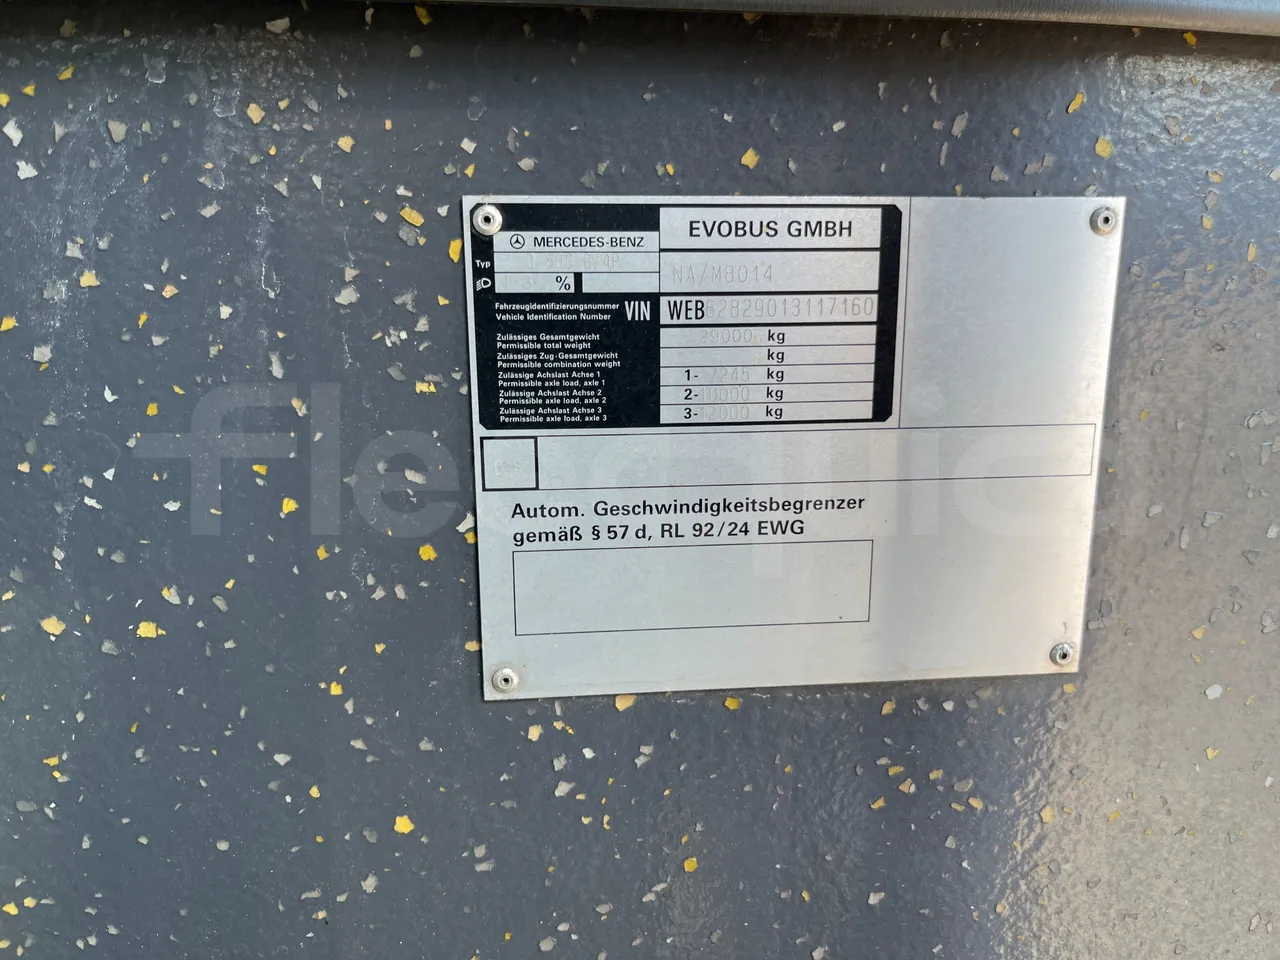 EVOBUS GMBH
MERCEDES-BENZ
Typ
NA/M8014
%
Fahrzeugidentifizierungsnummer
Vehicle Identification Number
VIN
WEB62829013117160
Zulässiges Gesamtgewicht
Permissible total weight
29000 kg
Zulässiges Zug-Gesamtgewicht
Permissible combination weight
kg
Zulässige Achslast Achse 1
Permissible axle load, axle 1
1- 7245 kg
Zulässige Achslast Achse 2
Permissible axle load, axle 2
2-10000 kg
Zulässige Achslast Achse 3
Permissible axle load, axle 3
3-12000 kg
Autom. Geschwindigkeitsbegrenzer
gemäß § 57 d, RL 92/24 EWG